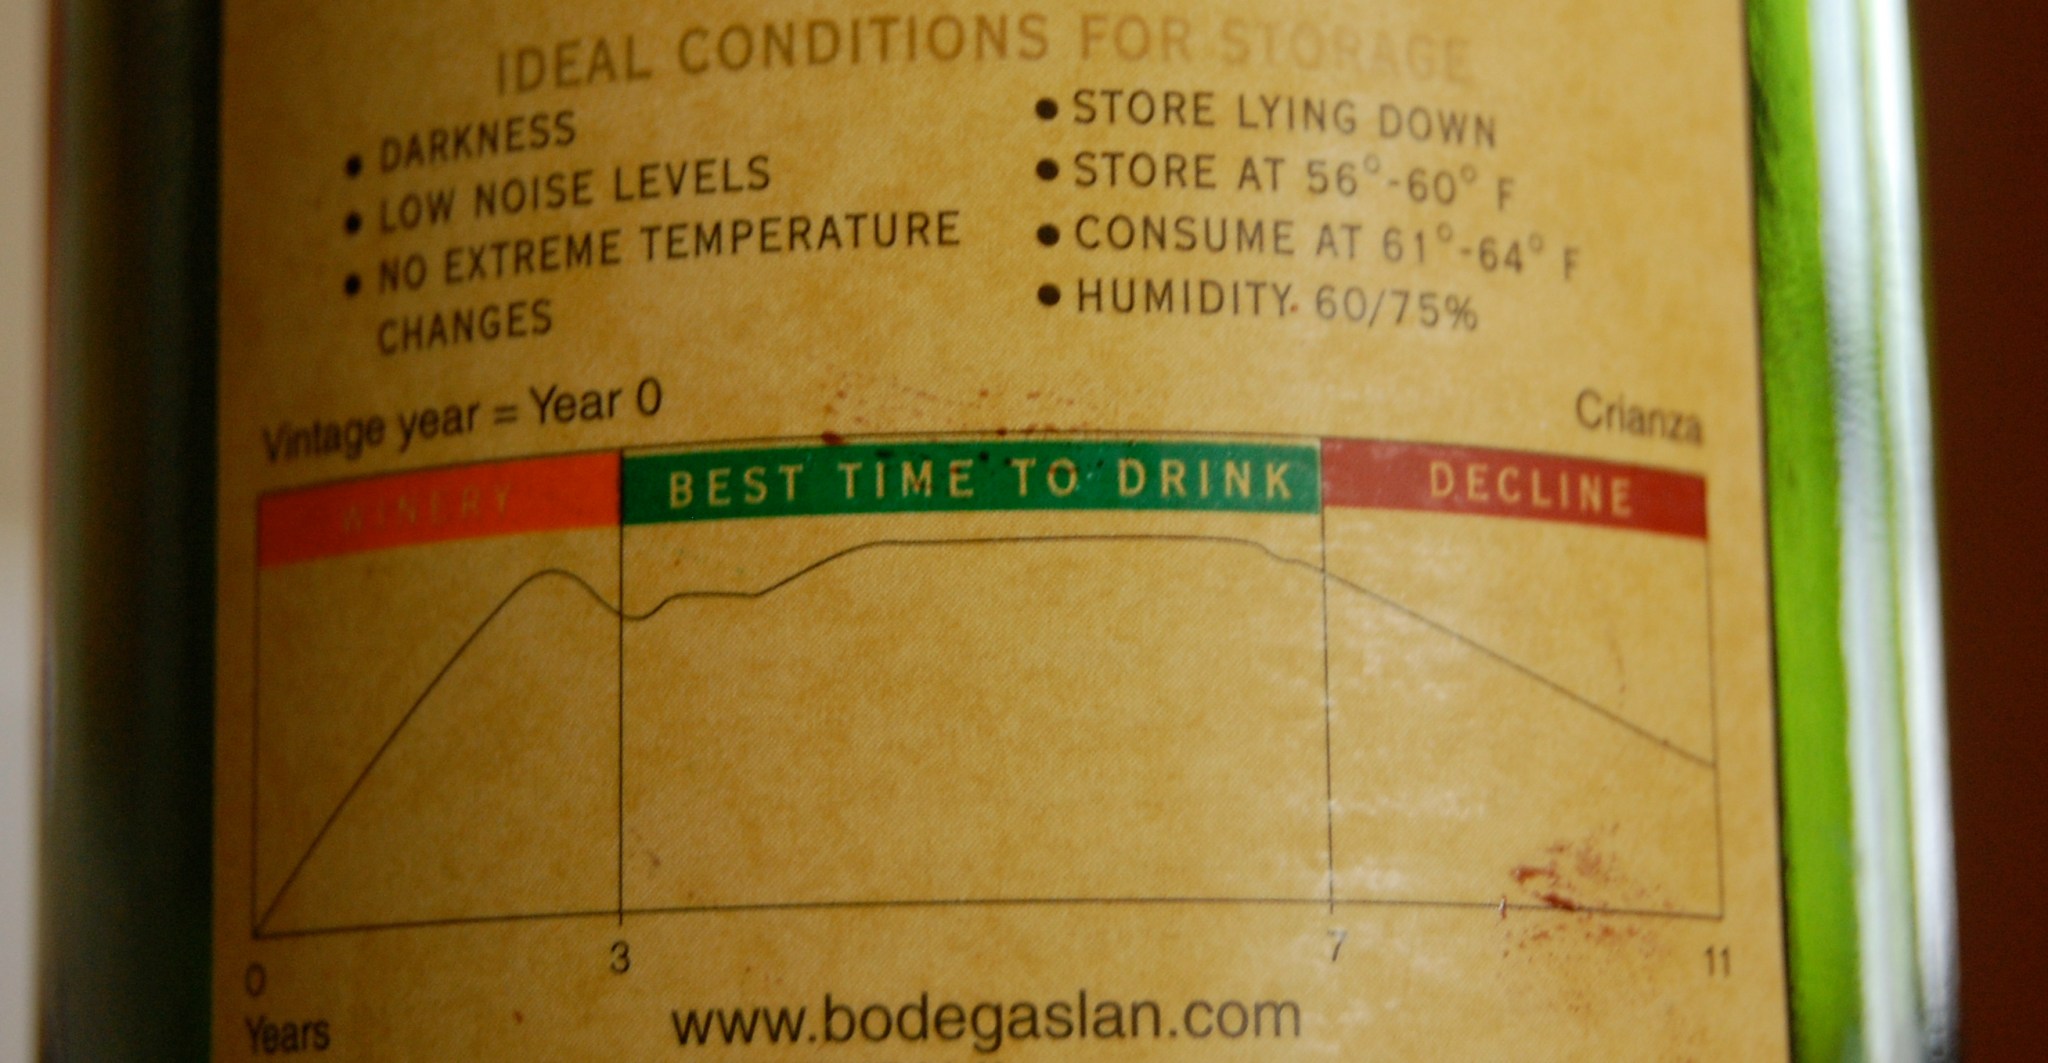 IDEAL CONDITIONS FOR STORAGE
• DARKNESS
• LOW NOISE LEVELS
• NO EXTREME TEMPERATURE
CHANGES
• STORE LYING DOWN
• STORE AT 56°-60° F
• CONSUME AT 61°-64° F
• HUMIDITY 60/75%
Vintage year = Year 0
Crianza
WINERY
BEST TIME TO DRINK
DECLINE
0
3
7
11
Years
www.bodegaslan.com